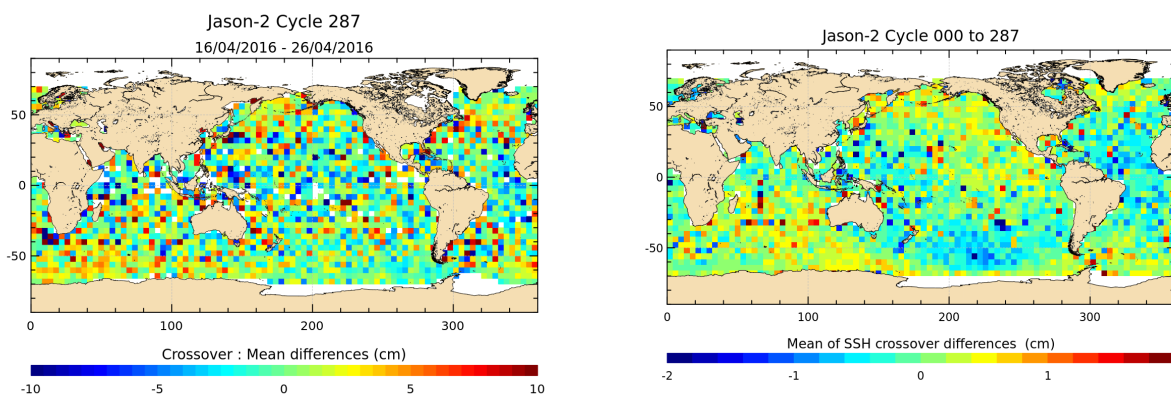 Jason-2 Cycle 287
16/04/2016 - 26/04/2016
50
0
-50
0 100 200 300
Crossover : Mean differences (cm)
-10 -5 0 5 10
Jason-2 Cycle 000 to 287
50
0
-50
0 100 200 300
Mean of SSH crossover differences (cm)
-2 -1 0 1